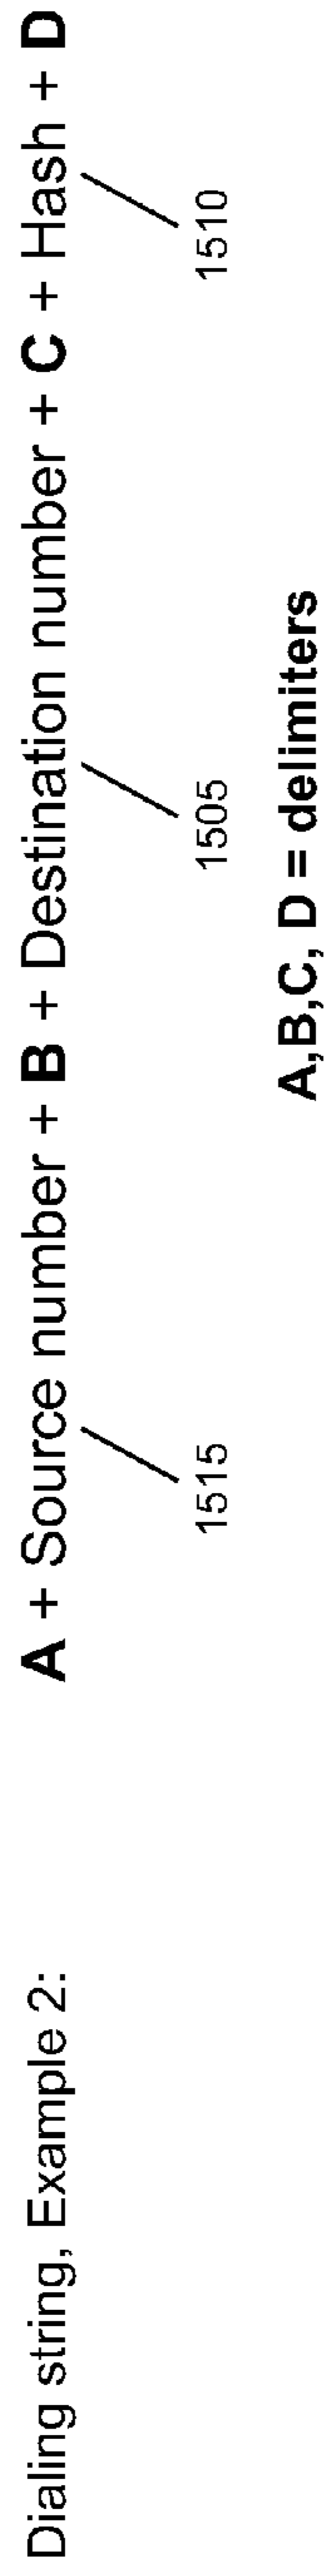 Dialing string, Example 2:
A + Source number + B + Destination number + C + Hash + D
1515
1505
1510
A,B,C, D = delimiters